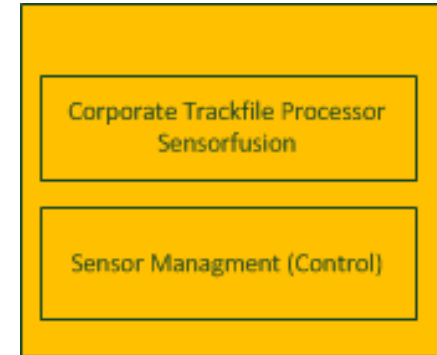 Corporate Trackfile Processor
Sensorfusion
Sensor Managment (Control)